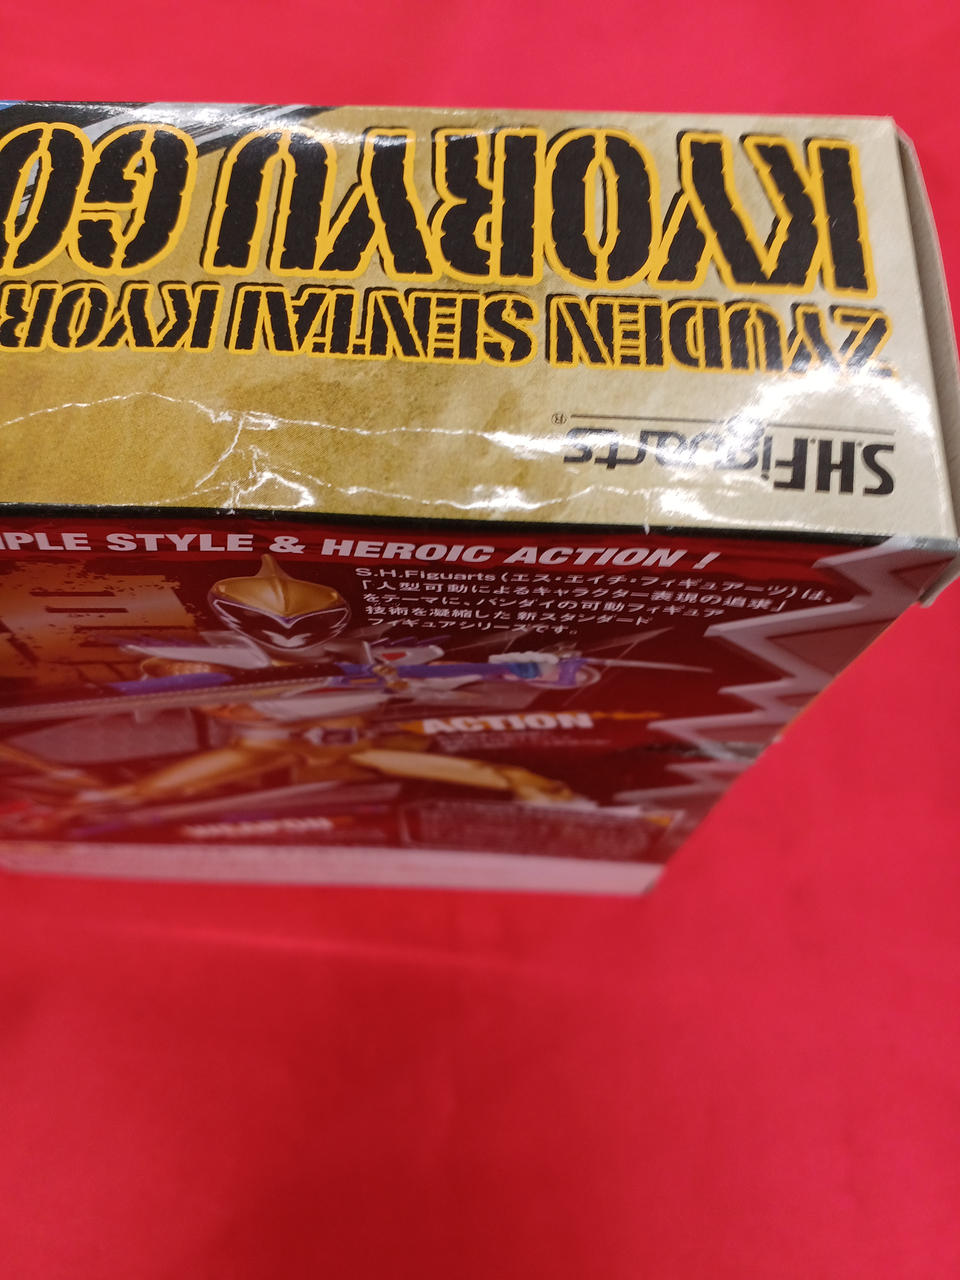 KYORYU GO
ZYUDEN SENTAI KYOR
S.H.Figuarts®
MPLE STYLE & HEROIC ACTION !
S.H.Figuarts（エス・エイチ・フィギュアーツ）は、
「人型可動によるキャラクター表現の追求」
をテーマに、バンダイの可動フィギュア
技術を凝縮した新スタンダード
フィギュアシリーズです。
ACTION
WEAPON